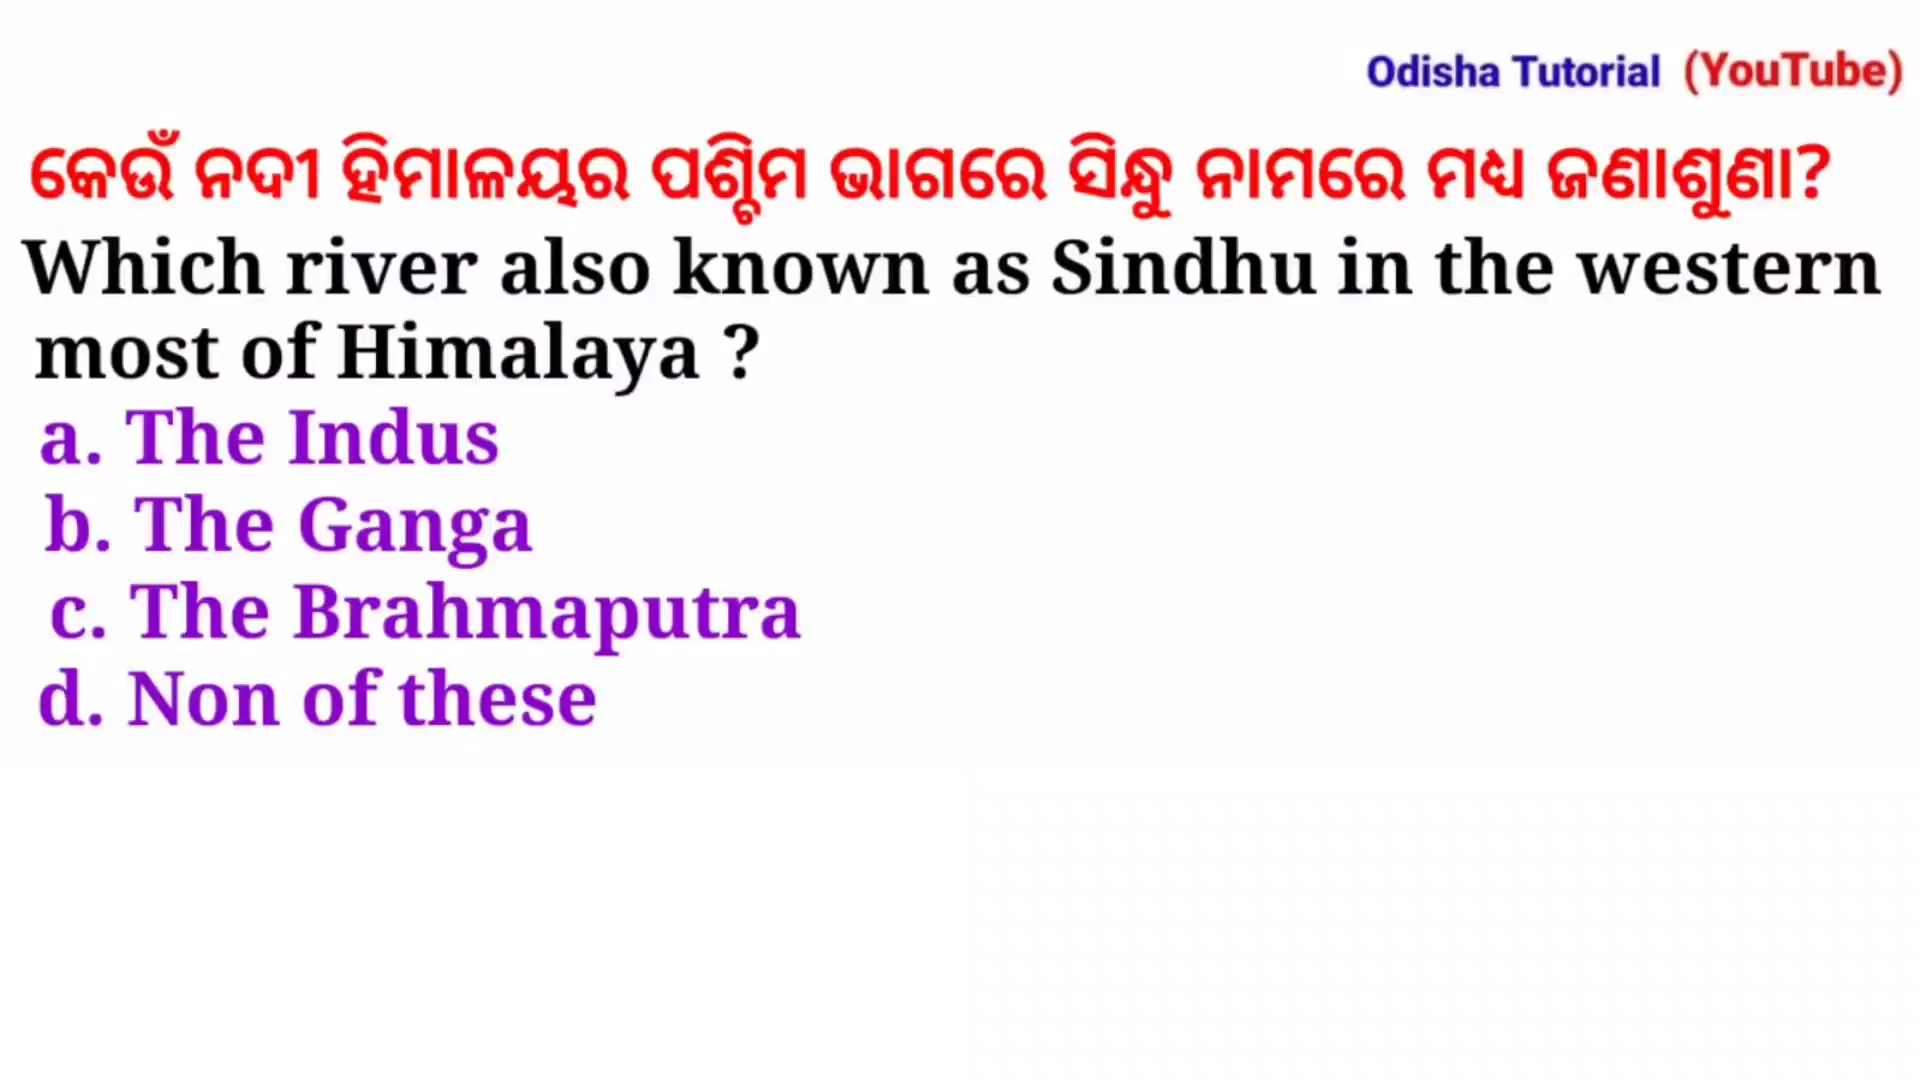 Odisha Tutorial (YouTube)
କେଉଁ ନଦୀ ହିମାଳୟର ପଶ୍ଚିମ ଭାଗରେ ସିନ୍ଧୁ ନାମରେ ମଧ୍ୟ ଜଣାଶୁଣା?
Which river also known as Sindhu in the western
most of Himalaya ?
a. The Indus
b. The Ganga
c. The Brahmaputra
d. Non of these